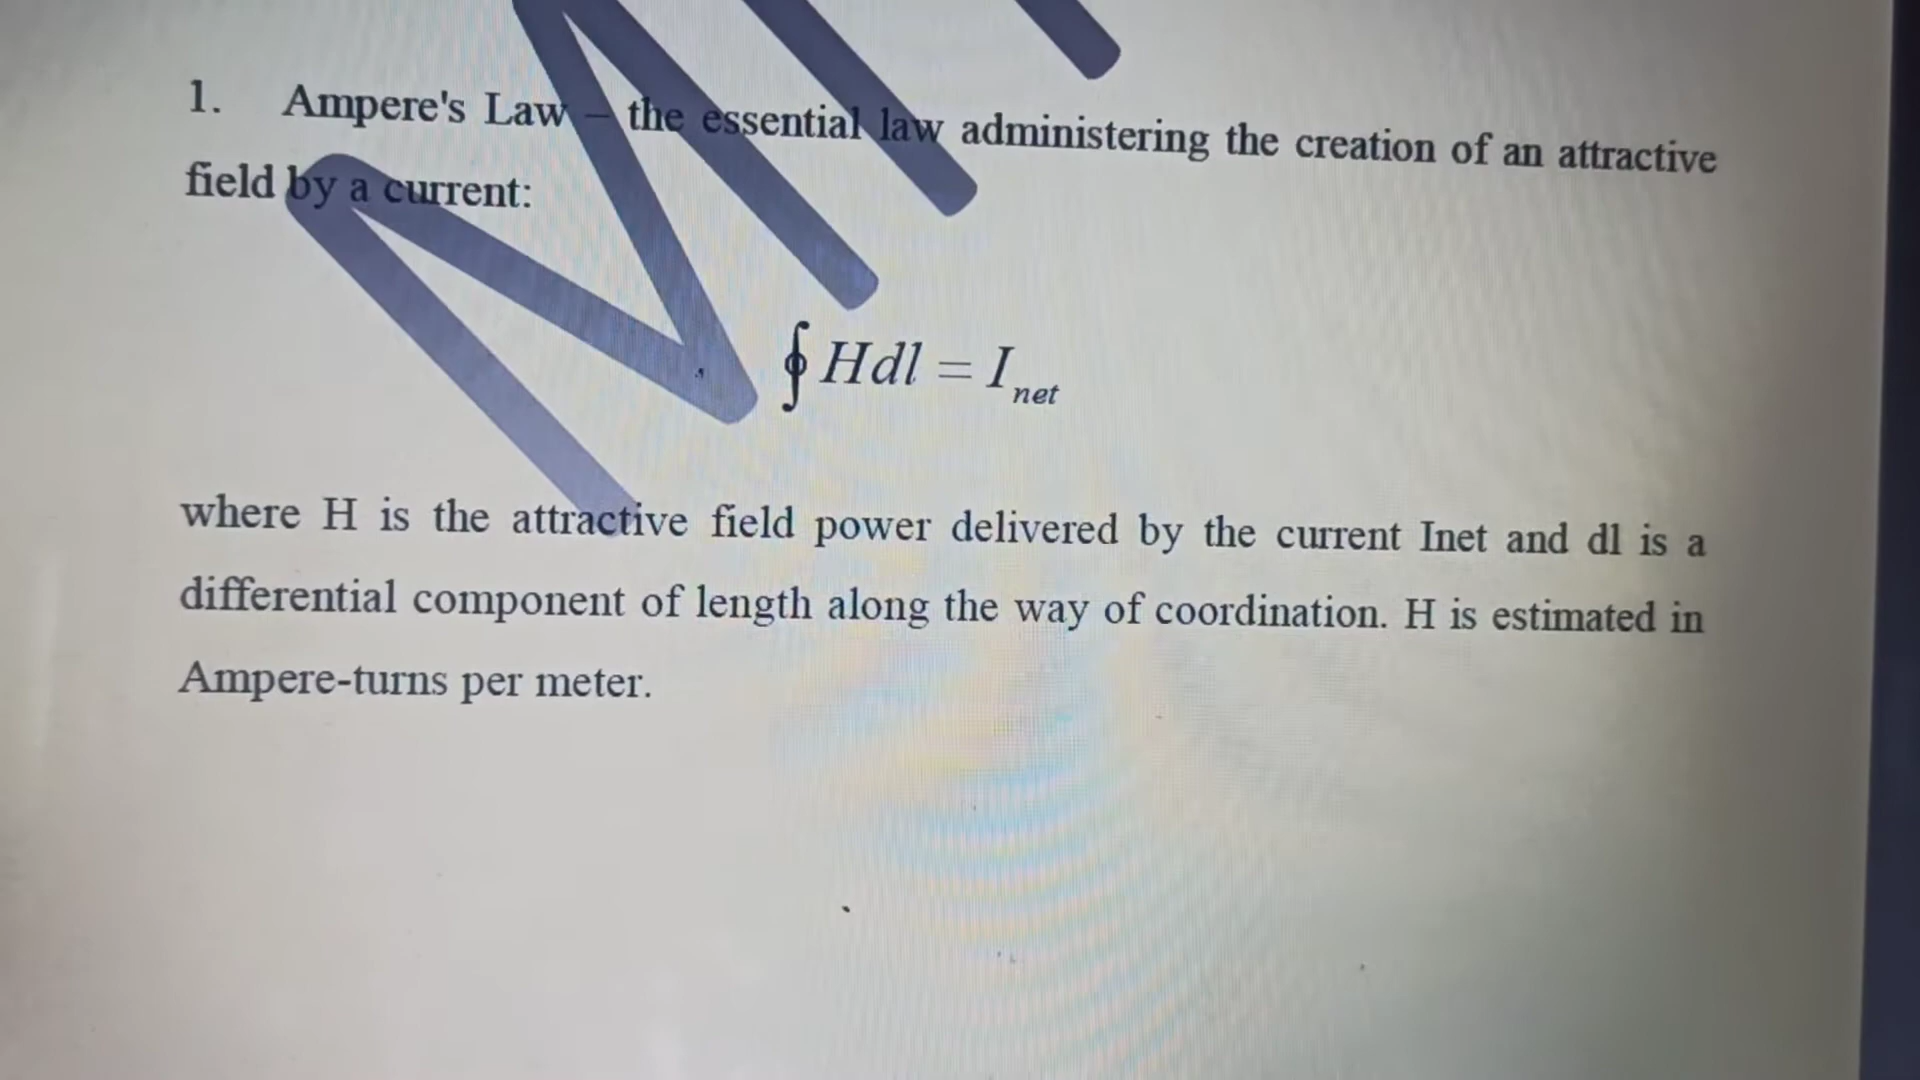 1. Ampere's Law – the essential law administering the creation of an attractive
field by a current:
∮ Hdl = I_net
where H is the attractive field power delivered by the current Inet and dl is a
differential component of length along the way of coordination. H is estimated in
Ampere-turns per meter.